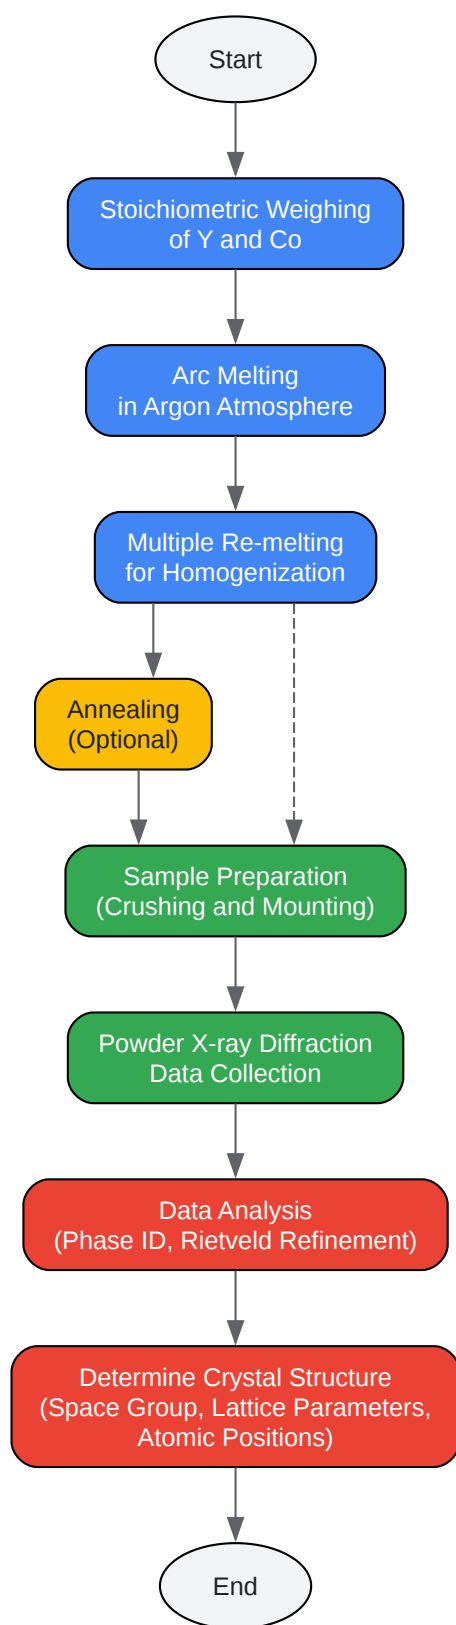 Start
Stoichiometric Weighing
of Y and Co
Arc Melting
in Argon Atmosphere
Multiple Re-melting
for Homogenization
Annealing
(Optional)
Sample Preparation
(Crushing and Mounting)
Powder X-ray Diffraction
Data Collection
Data Analysis
(Phase ID, Rietveld Refinement)
Determine Crystal Structure
(Space Group, Lattice Parameters,
Atomic Positions)
End